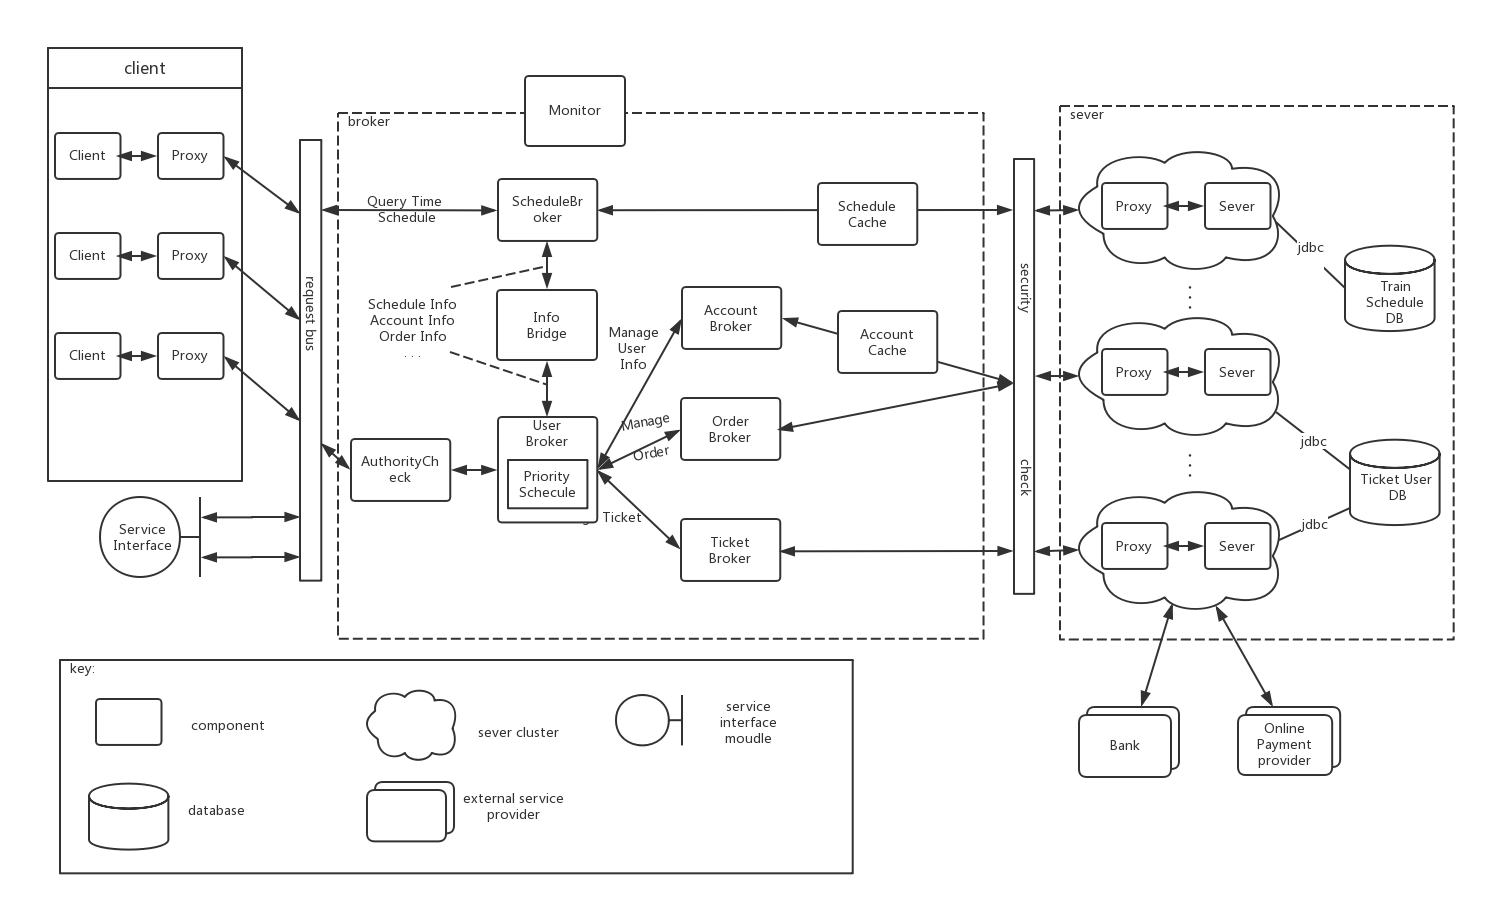 client
Client
Proxy
Client
Proxy
Client
Proxy
Service
Interface
request bus
broker
Monitor
Query Time
Schedule
ScheduleBr
oker
Schedule
Cache
Schedule Info
Account Info
Order Info
. . .
Info
Bridge
Manage
User
Info
Account
Broker
Account
Cache
User
Broker
Priority
Schecule
AuthorityCh
eck
Manage
Order
Order
Broker
Ticket
Ticket
Broker
security
check
sever
Proxy
Sever
jdbc
Train
Schedule
DB
Proxy
Sever
jdbc
Ticket User
DB
Proxy
Sever
jdbc
Bank
Online
Payment
provider
key:
component
sever cluster
service
interface
moudle
database
external service
provider